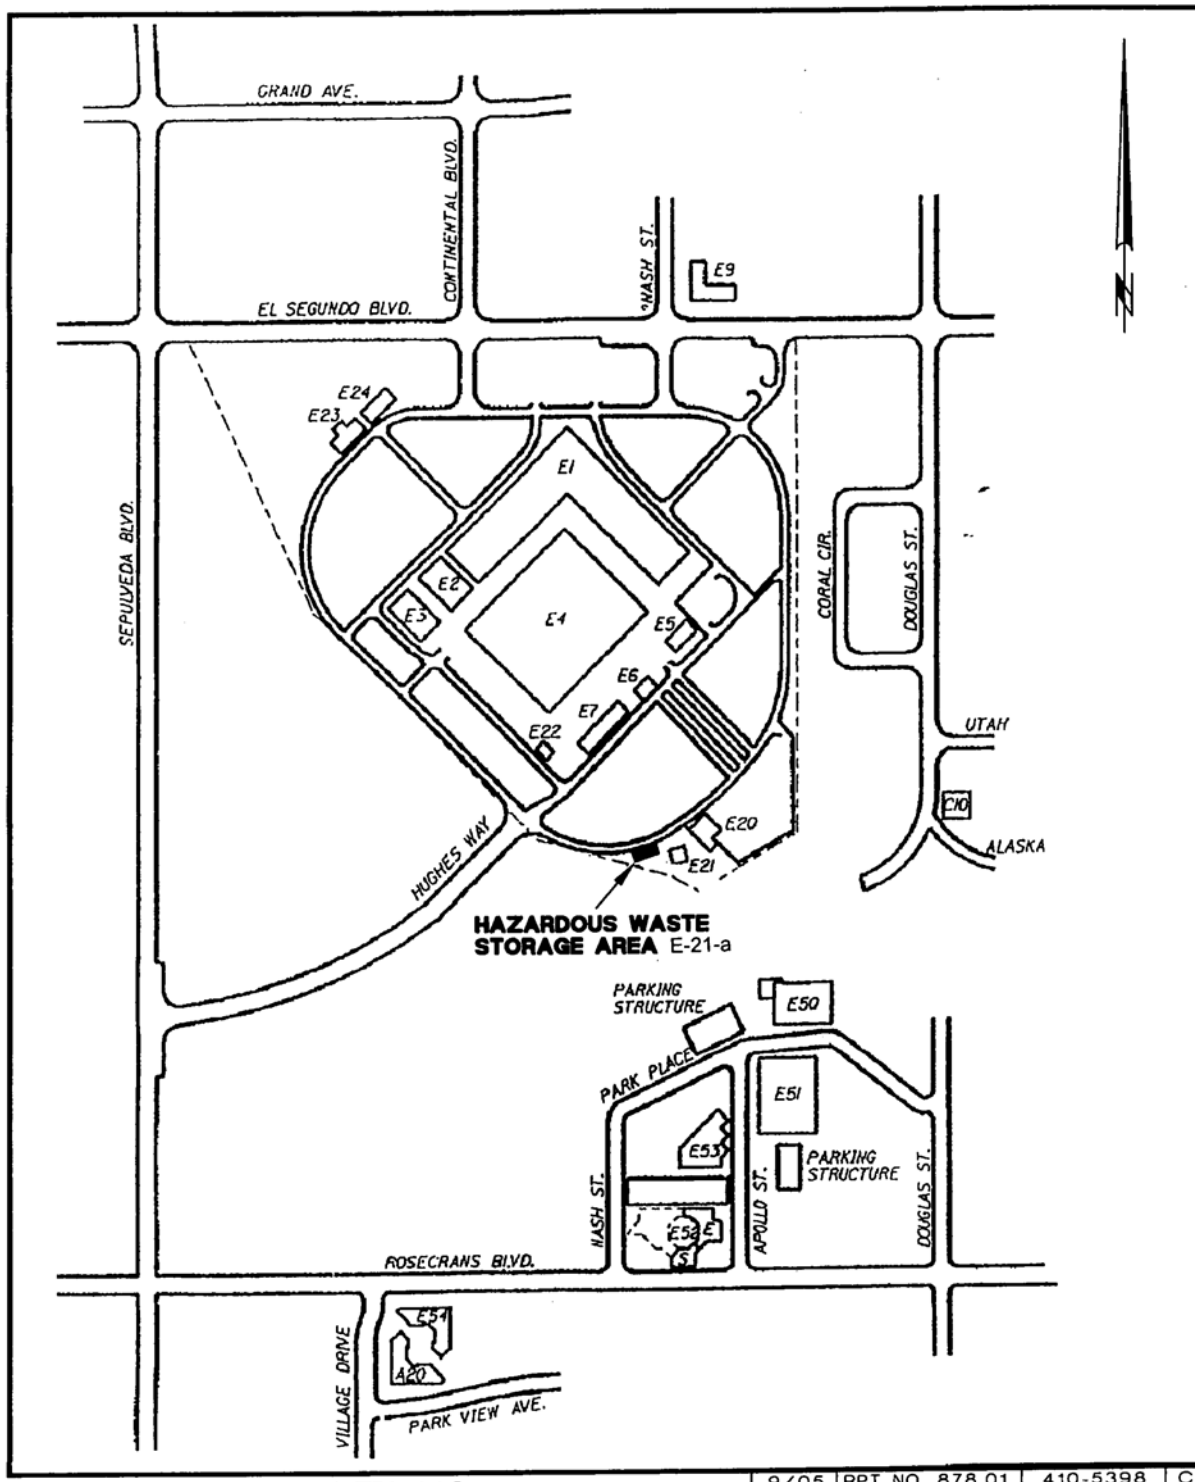 GRAND AVE.
CONTINENTAL BLVD.
NASH ST.
E9
EL SEGUNDO BLVD.
N
E24
E23
E1
SEPULVEDA BLVD.
E2
E3
E4
E5
CORAL CIR.
DOUGLAS ST.
E6
E7
E22
UTAH
C10
HUGHES WAY
E20
E21
ALASKA
HAZARDOUS WASTE
STORAGE AREA E-21-a
PARKING
STRUCTURE
E50
PARK PLACE
E51
E53
PARKING
STRUCTURE
NASH ST.
APOLLO ST.
DOUGLAS ST.
E52
E
S
ROSECRANS BLVD.
E54
A20
VILLAGE DRIVE
PARK VIEW AVE.
9/05 RPT NO. 878.01 410-5398 C